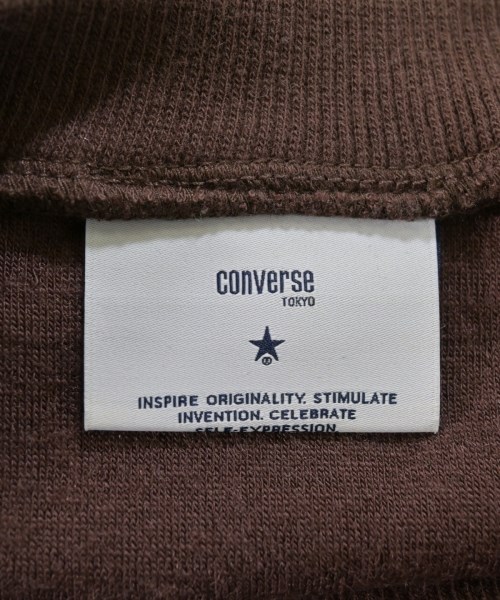 converse
TOKYO
INSPIRE ORIGINALITY. STIMULATE
INVENTION. CELEBRATE
SELF-EXPRESSION.